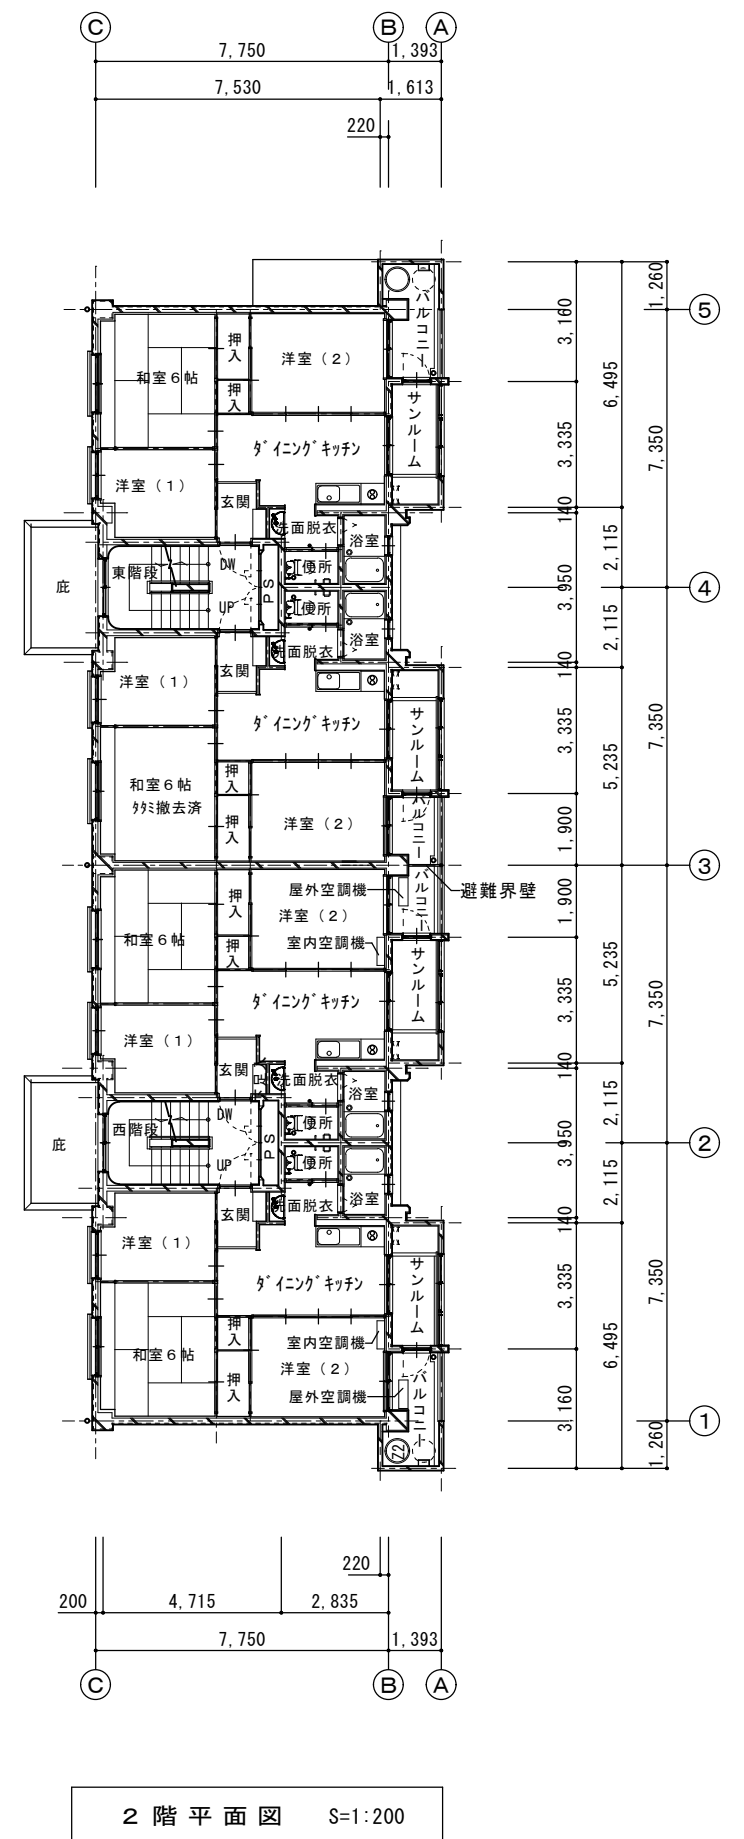 C
B
A
7,750
1,393
7,530
1,613
220
バルコニー
1,260
5
3,160
押入
洋室（2）
和室6帖
6,495
押入
サンルーム
ダイニングキッチン
3,335
7,350
洋室（1）
玄関
140
洗面脱衣
浴室
2,115
東階段
DW
便所
庇
PS
3,950
4
UP
便所
2,115
洗面脱衣
浴室
玄関
140
洋室（1）
サンルーム
ダイニングキッチン
3,335
7,350
押入
5,235
和室6帖
タタミ撤去済
押入
洋室（2）
バルコニー
1,900
3
避難界壁
押入
屋外空調機
バルコニー
1,900
洋室（2）
和室6帖
押入
室内空調機
サンルーム
5,235
ダイニングキッチン
3,335
7,350
洋室（1）
玄関
140
洗面脱衣
浴室
2,115
西階段
DW
便所
庇
PS
3,950
2
UP
便所
2,115
洗面脱衣
浴室
玄関
140
洋室（1）
サンルーム
ダイニングキッチン
3,335
7,350
押入
室内空調機
和室6帖
洋室（2）
6,495
押入
屋外空調機
バルコニー
3,160
1
Z2
1,260
220
200
4,715
2,835
7,750
1,393
C
B
A
2階平面図 S=1:200